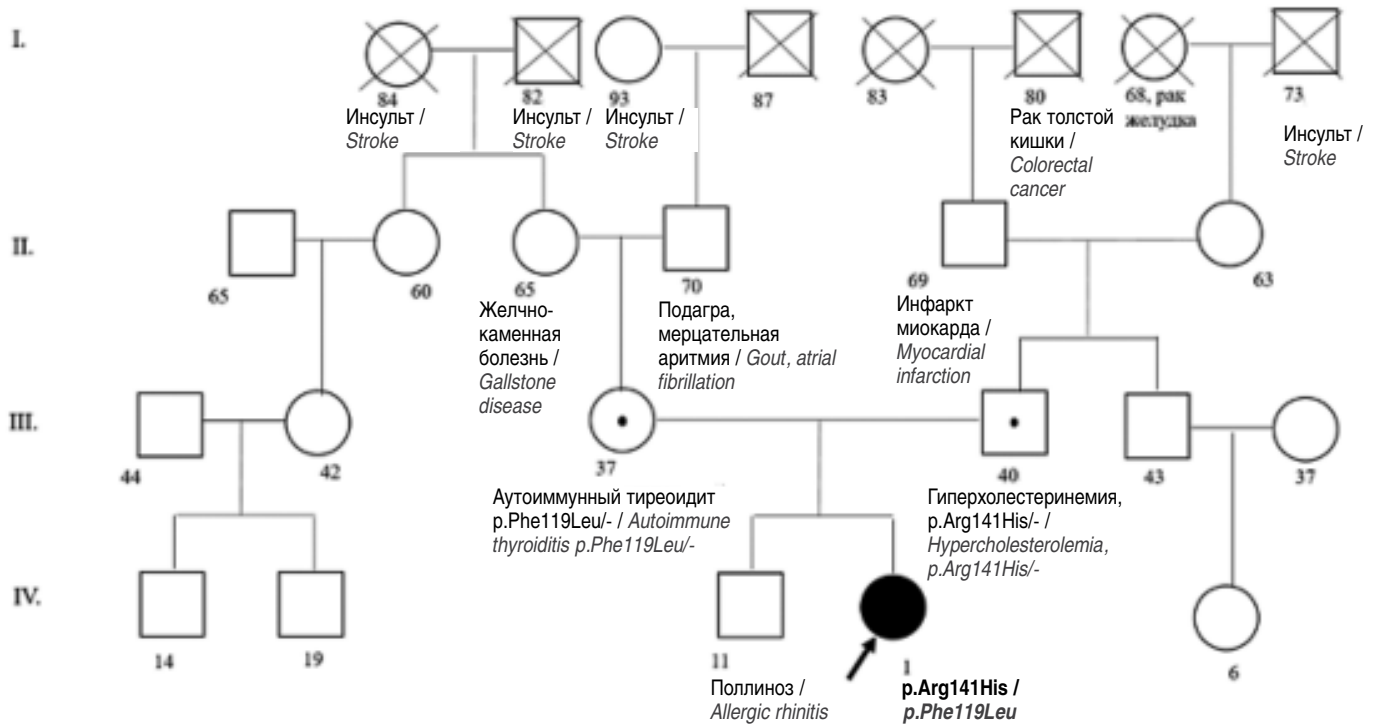 I.
84
Инсульт /
Stroke
82
Инсульт /
Stroke
93
Инсульт /
Stroke
87
83
80
Рак толстой
кишки /
Colorectal
cancer
68, рак
желудка
73
Инсульт /
Stroke
II.
65
60
65
Желчно-
каменная
болезнь /
Gallstone
disease
70
Подагра,
мерцательная
аритмия / Gout, atrial
fibrillation
69
Инфаркт
миокарда /
Myocardial
infarction
63
III.
44
42
37
Аутоиммунный тиреоидит
p.Phe119Leu/- / Autoimmune
thyroiditis p.Phe119Leu/-
40
Гиперхолестеринемия,
p.Arg141His/- /
Hypercholesterolemia,
p.Arg141His/-
43
37
IV.
14
19
11
Поллиноз /
Allergic rhinitis
1
p.Arg141His /
p.Phe119Leu
6